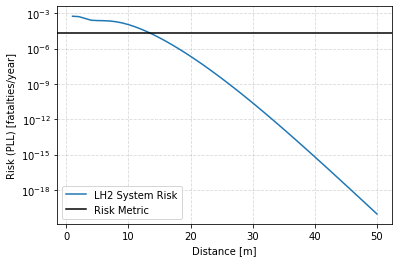 10⁻³
10⁻⁶
10⁻⁹
10⁻¹²
10⁻¹⁵
10⁻¹⁸
Risk (PLL) [fatalties/year]
LH2 System Risk
Risk Metric
0 10 20 30 40 50
Distance [m]